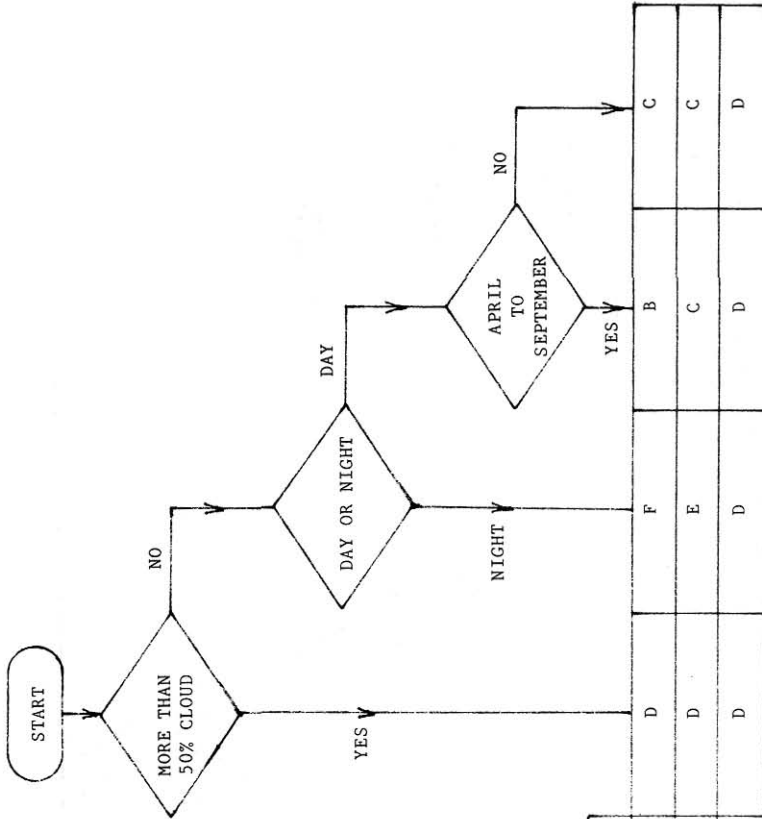 START
MORE THAN
50% CLOUD
NO
YES
DAY OR NIGHT
DAY
NIGHT
APRIL
TO
SEPTEMBER
NO
YES
D F B C
D E C C
D D D D